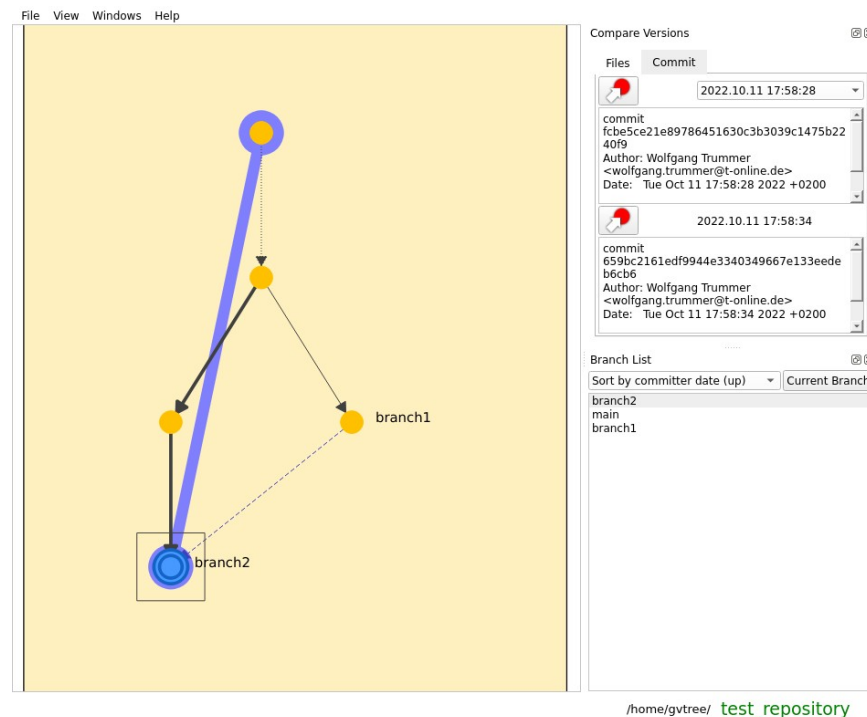 File View Windows Help
Compare Versions
Files Commit
2022.10.11 17:58:28
commit
fcbe5ce21e89786451630c3b3039c1475b22
40f9
Author: Wolfgang Trummer
<wolfgang.trummer@t-online.de>
Date: Tue Oct 11 17:58:28 2022 +0200
2022.10.11 17:58:34
commit
659bc2161edf9944e3340349667e133eede
b6cb6
Author: Wolfgang Trummer
<wolfgang.trummer@t-online.de>
Date: Tue Oct 11 17:58:34 2022 +0200
Branch List
Sort by committer date (up) Current Branch
branch2
main
branch1
branch1
branch2
/home/gvtree/ test_repository